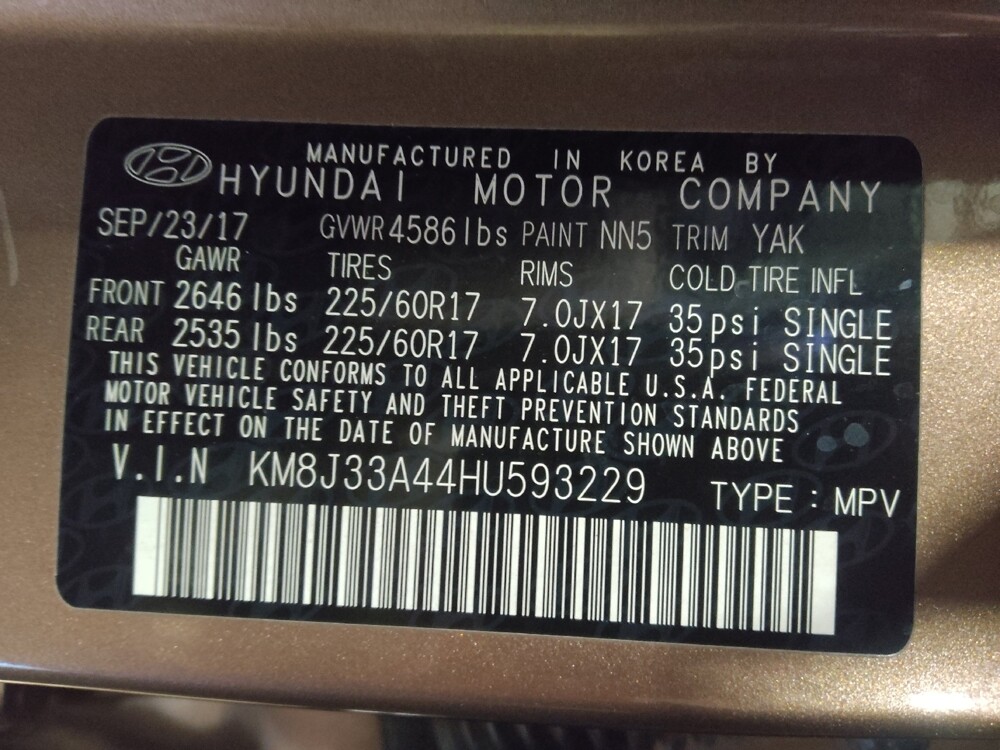 MANUFACTURED IN KOREA BY
HYUNDAI MOTOR COMPANY
SEP/23/17 GVWR 4586 lbs PAINT NN5 TRIM YAK
GAWR TIRES RIMS COLD TIRE INFL
FRONT 2646 lbs 225/60R17 7.0JX17 35psi SINGLE
REAR 2535 lbs 225/60R17 7.0JX17 35psi SINGLE
THIS VEHICLE CONFORMS TO ALL APPLICABLE U.S.A. FEDERAL
MOTOR VEHICLE SAFETY AND THEFT PREVENTION STANDARDS
IN EFFECT ON THE DATE OF MANUFACTURE SHOWN ABOVE
V.I.N KM8J33A44HU593229 TYPE : MPV